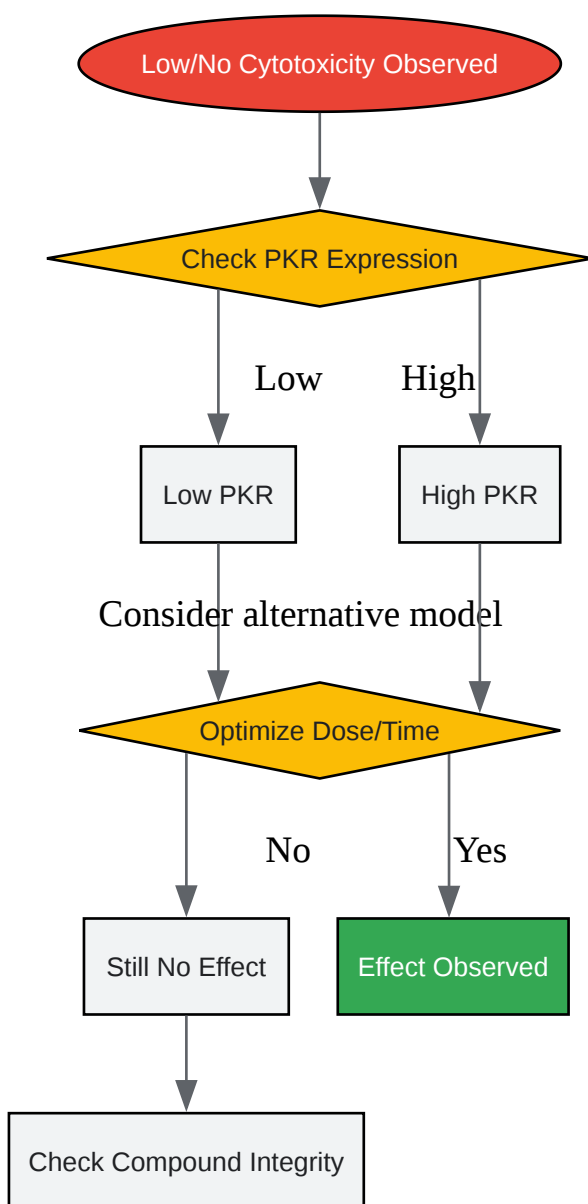 Low/No Cytotoxicity Observed
Check PKR Expression
Low
High
Low PKR
High PKR
Consider alternative model
Optimize Dose/Time
No
Yes
Still No Effect
Effect Observed
Check Compound Integrity